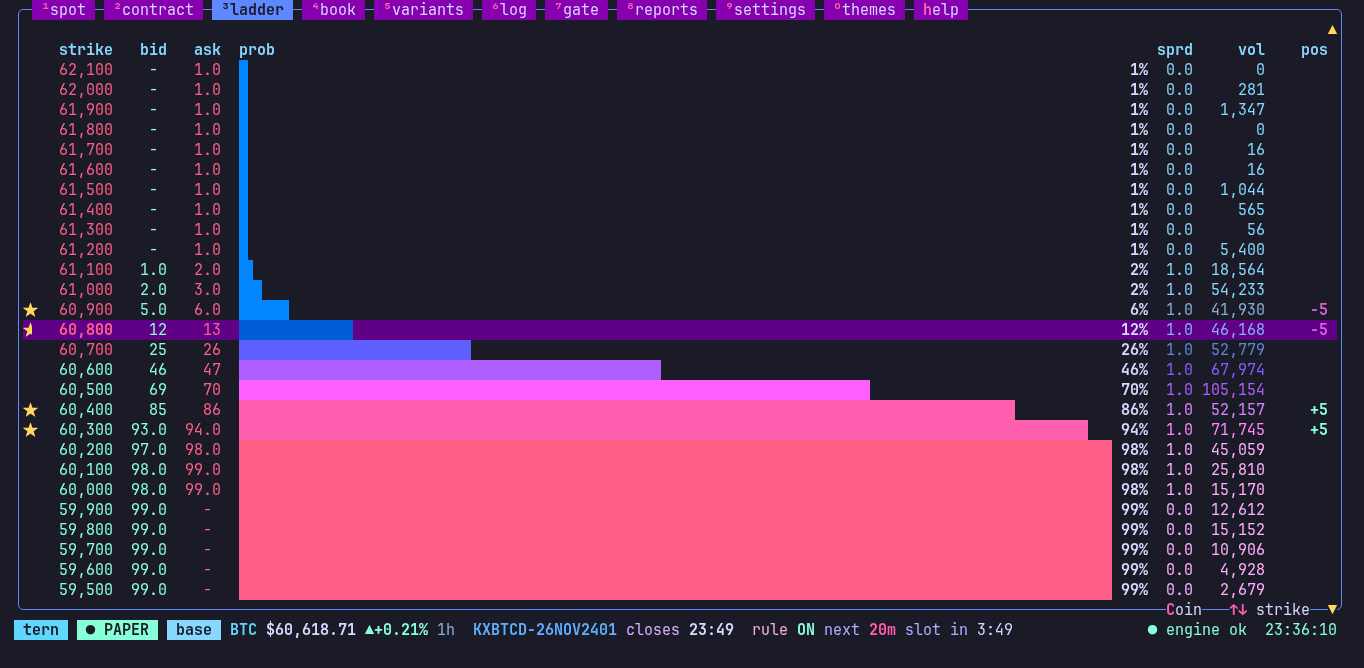 ¹spot ²contract ³ladder ⁴book ⁵variants ⁶log ⁷gate ⁸reports ⁹settings ⁰themes help
strike bid ask prob sprd vol pos
62,100 - 1.0 1% 0.0 0
62,000 - 1.0 1% 0.0 281
61,900 - 1.0 1% 0.0 1,347
61,800 - 1.0 1% 0.0 0
61,700 - 1.0 1% 0.0 16
61,600 - 1.0 1% 0.0 16
61,500 - 1.0 1% 0.0 1,044
61,400 - 1.0 1% 0.0 565
61,300 - 1.0 1% 0.0 56
61,200 - 1.0 1% 0.0 5,400
61,100 1.0 2.0 2% 1.0 18,564
61,000 2.0 3.0 2% 1.0 54,233
60,900 5.0 6.0 6% 1.0 41,930 -5
60,800 12 13 12% 1.0 46,168 -5
60,700 25 26 26% 1.0 52,779
60,600 46 47 46% 1.0 67,974
60,500 69 70 70% 1.0 105,154
60,400 85 86 86% 1.0 52,157 +5
60,300 93.0 94.0 94% 1.0 71,745 +5
60,200 97.0 98.0 98% 1.0 45,059
60,100 98.0 99.0 98% 1.0 25,810
60,000 98.0 99.0 98% 1.0 15,170
59,900 99.0 - 99% 0.0 12,612
59,800 99.0 - 99% 0.0 15,152
59,700 99.0 - 99% 0.0 10,906
59,600 99.0 - 99% 0.0 4,928
59,500 99.0 - 99% 0.0 2,679
Coin ↑↓ strike
tern ● PAPER base BTC $60,618.71 ▲+0.21% 1h KXBTCD-26NOV2401 closes 23:49 rule ON next 20m slot in 3:49 ● engine ok 23:36:10